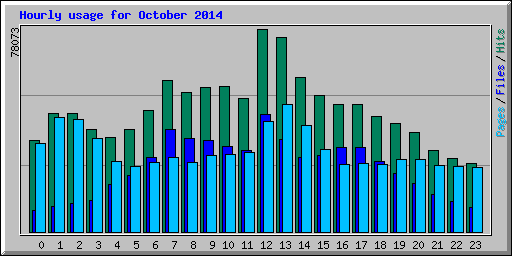 Hourly usage for October 2014
78073
Pages / Files / Hits
0 1 2 3 4 5 6 7 8 9 10 11 12 13 14 15 16 17 18 19 20 21 22 23